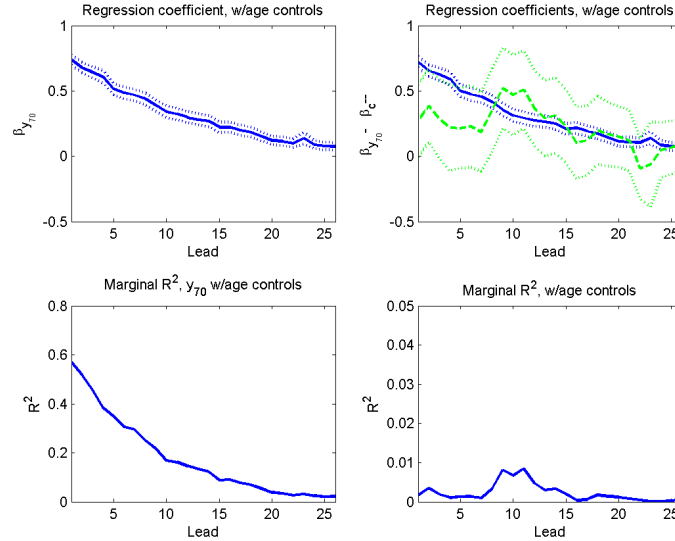 Regression coefficient, w/age controls
1
0.5
0
-0.5
β y70
5 10 15 20 25
Lead
Regression coefficients, w/age controls
1
0.5
0
-0.5
β y70 - β c--
5 10 15 20 25
Lead
Marginal R², y70 w/age controls
0.8
0.6
0.4
0.2
0
R²
5 10 15 20 25
Lead
Marginal R², w/age controls
0.05
0.04
0.03
0.02
0.01
0
R²
5 10 15 20 25
Lead